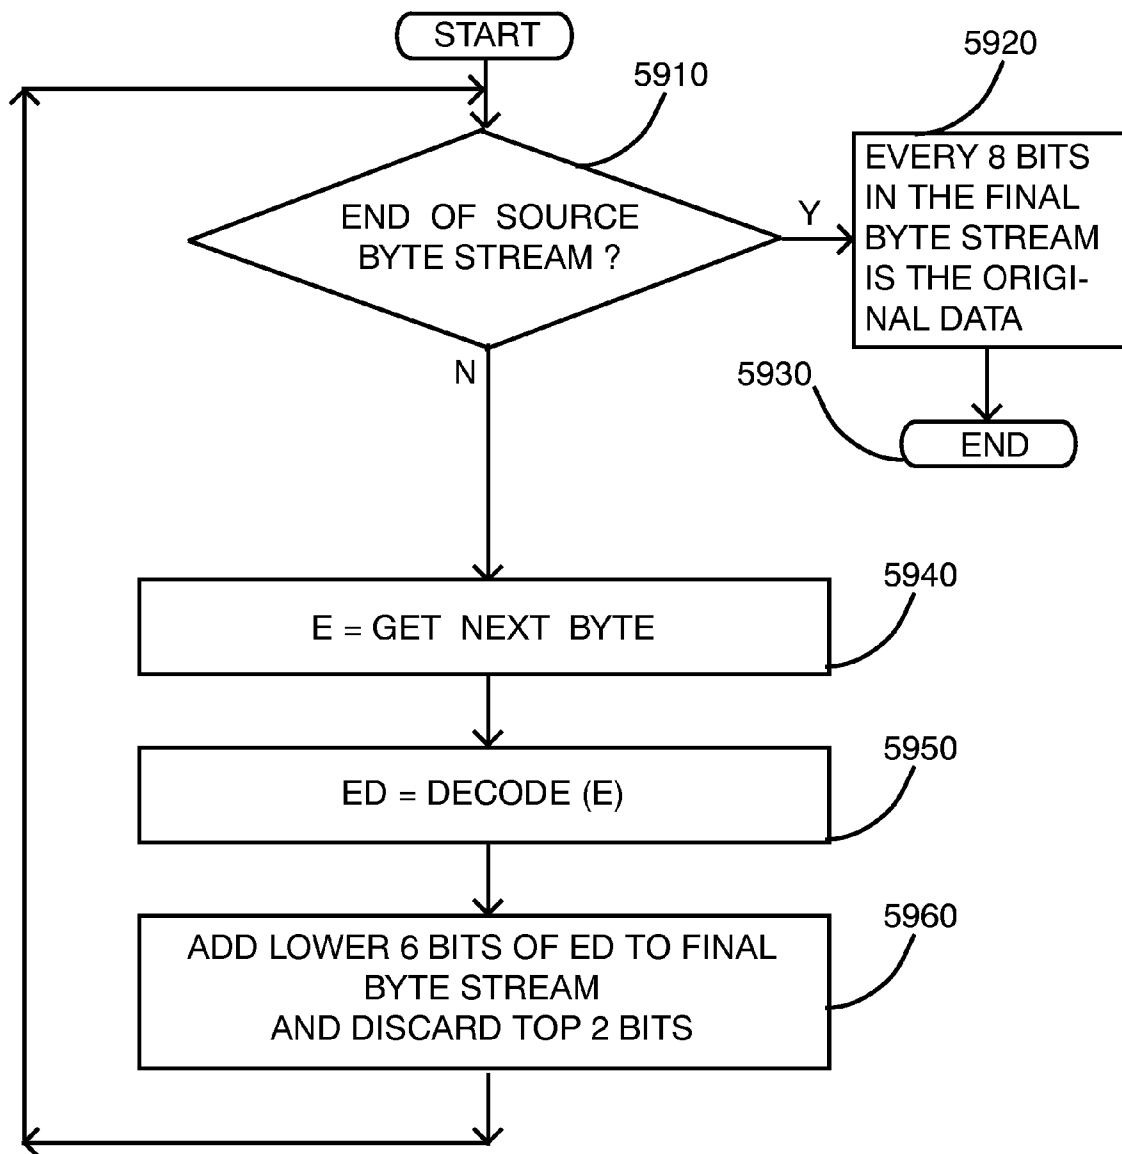 START
5910
5920
END OF SOURCE
BYTE STREAM ?
Y
EVERY 8 BITS
IN THE FINAL
BYTE STREAM
IS THE ORIGI-
NAL DATA
N
5930
END
5940
E = GET NEXT BYTE
5950
ED = DECODE (E)
5960
ADD LOWER 6 BITS OF ED TO FINAL
BYTE STREAM
AND DISCARD TOP 2 BITS